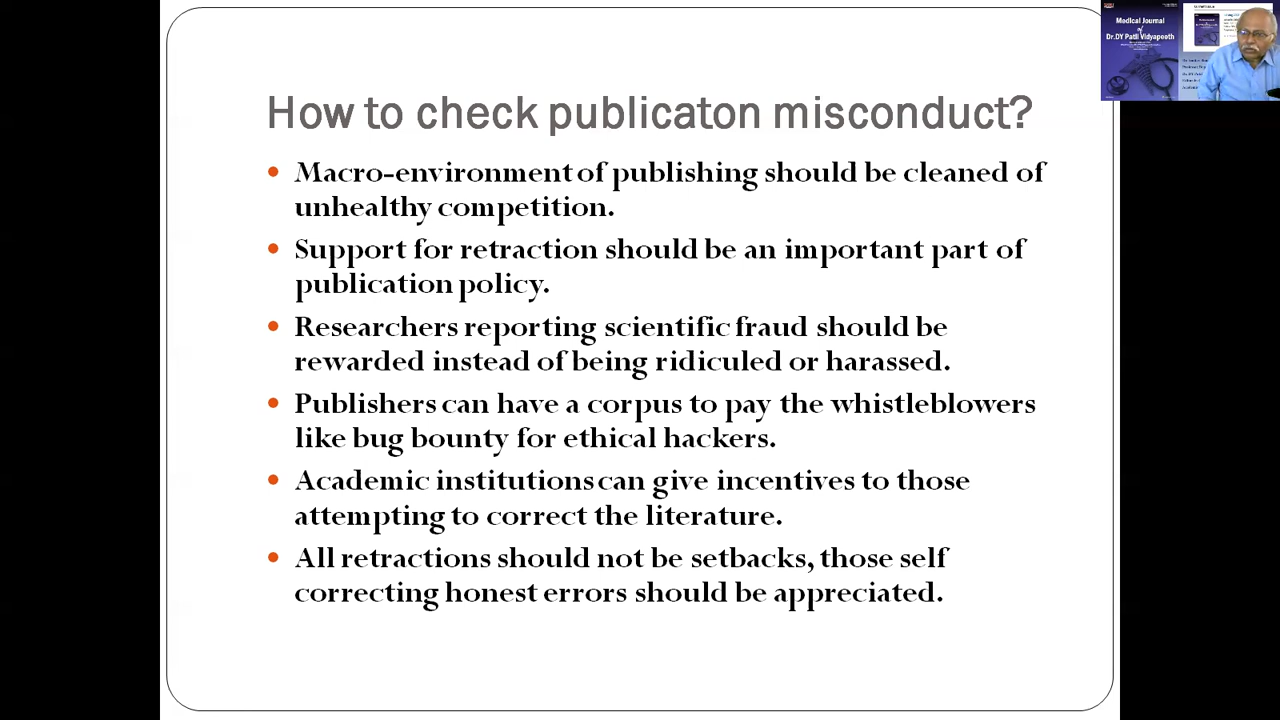 How to check publicaton misconduct?
• Macro-environment of publishing should be cleaned of
unhealthy competition.
• Support for retraction should be an important part of
publication policy.
• Researchers reporting scientific fraud should be
rewarded instead of being ridiculed or harassed.
• Publishers can have a corpus to pay the whistleblowers
like bug bounty for ethical hackers.
• Academic institutions can give incentives to those
attempting to correct the literature.
• All retractions should not be setbacks, those self
correcting honest errors should be appreciated.
Medical Journal
of
Dr.DY Patil Vidyapeeth